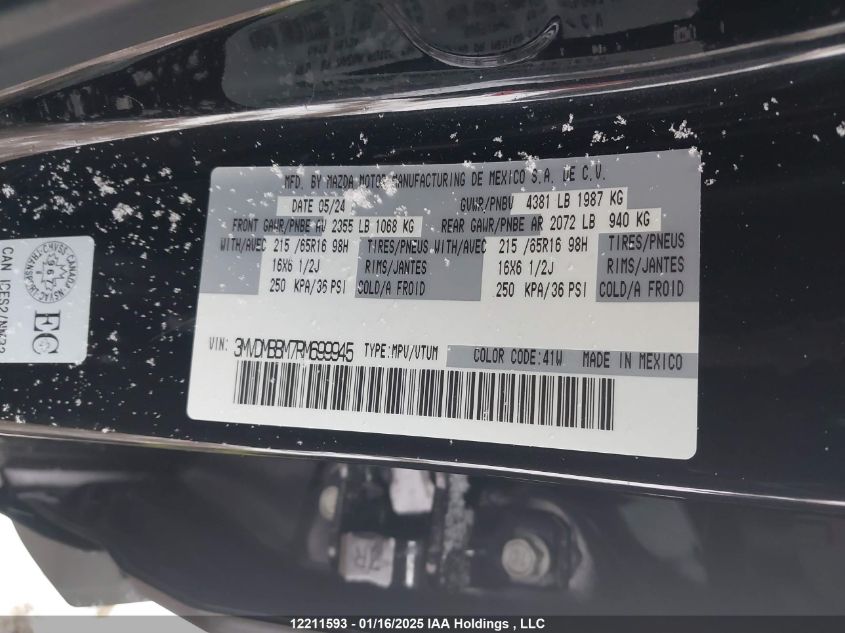 MFD. BY MAZDA MOTOR MANUFACTURING DE MEXICO S.A. DE C.V.
DATE 05/24 GVWR/PNBV 4381 LB 1987 KG
FRONT GAWR/PNBE AV 2355 LB 1068 KG REAR GAWR/PNBE AR 2072 LB 940 KG
WITH/AVEC 215 /65R16 98H TIRES/PNEUS WITH/AVEC 215 /65R16 98H TIRES/PNEUS
16X6 1/2J RIMS/JANTES 16X6 1/2J RIMS/JANTES
250 KPA/36 PSI COLD/A FROID 250 KPA/36 PSI COLD/A FROID
VIN: 3MVDMBBM7RM699945 TYPE:MPV/VTUM COLOR CODE:41W MADE IN MEXICO
EC
CAN ICES2/NMB2
12211593 - 01/16/2025 IAA Holdings , LLC